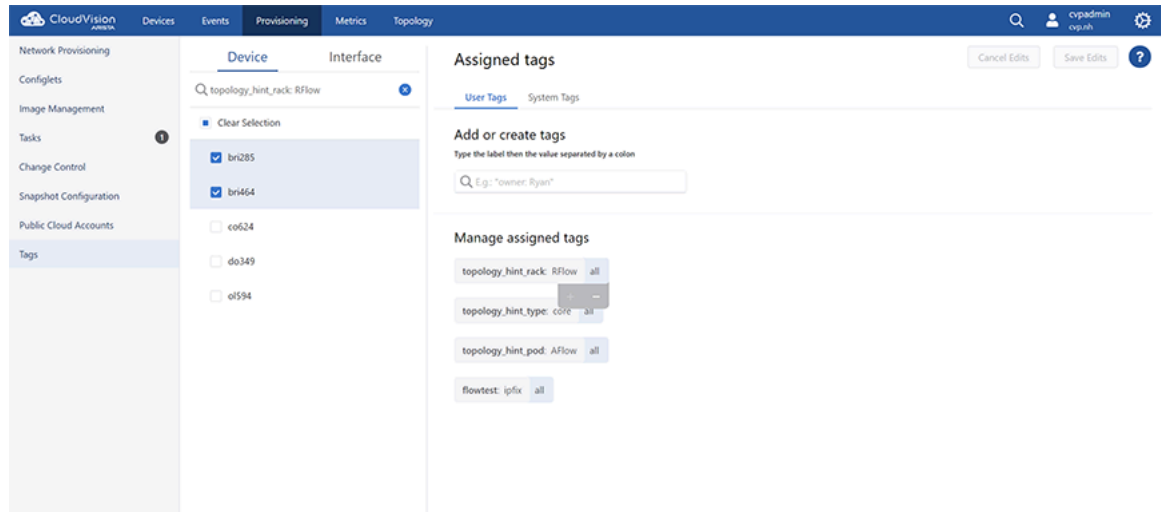 CloudVision
ARISTA
Devices
Events
Provisioning
Metrics
Topology
cvpadmin
cvp.nh
Network Provisioning
Configlets
Image Management
Tasks
1
Change Control
Snapshot Configuration
Public Cloud Accounts
Tags
Device
Interface
topology_hint_rack: RFlow
Clear Selection
bri285
bri464
co624
do349
ol594
Assigned tags
Cancel Edits
Save Edits
?
User Tags
System Tags
Add or create tags
Type the label then the value separated by a colon
E.g.: "owner: Ryan"
Manage assigned tags
topology_hint_rack: RFlow all
+ −
topology_hint_type: core all
topology_hint_pod: AFlow all
flowtest: ipfix all